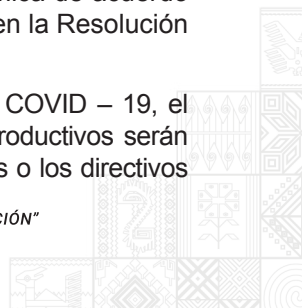 en la Resolución
COVID – 19, el
roductivos serán
s o los directivos
CIÓN"